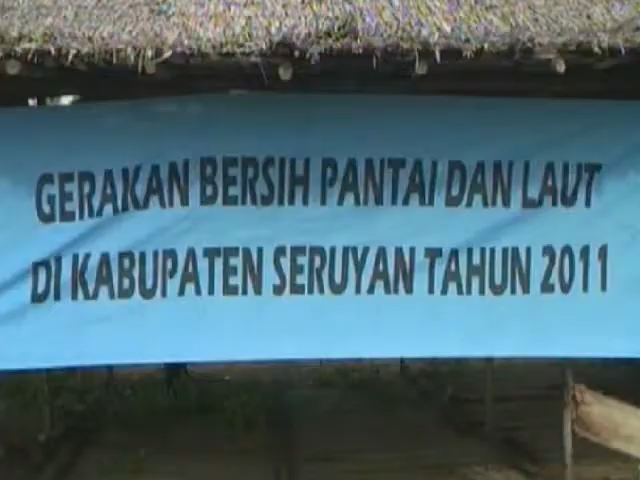 GERAKAN BERSIH PANTAI DAN LAUT
DI KABUPATEN SERUYAN TAHUN 2011